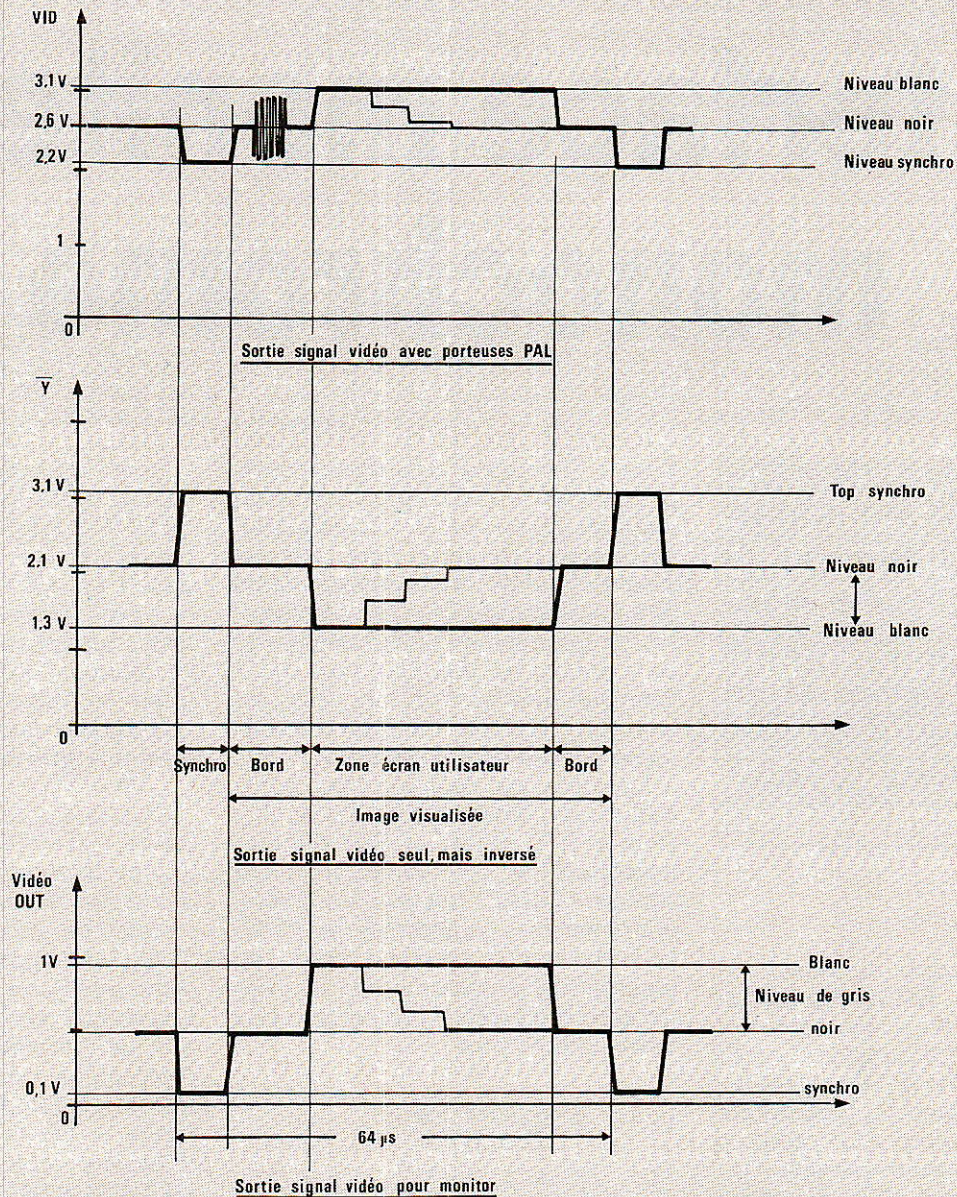 VID
3,1 V
Niveau blanc
2,6 V
Niveau noir
2,2V
Niveau synchro
1
0
Sortie signal vidéo avec porteuses PAL
Y
3,1 V
Top synchro
2.1 V
Niveau noir
1.3 V
Niveau blanc
0
Synchro
Bord
Zone écran utilisateur
Bord
Image visualisée
Sortie signal vidéo seul, mais inversé
Vidéo
OUT
1V
Blanc
Niveau de gris
noir
0,1 V
synchro
0
64 µs
Sortie signal vidéo pour monitor